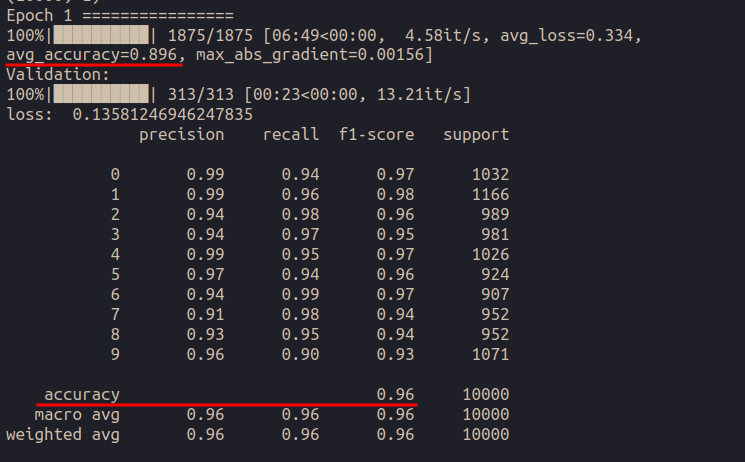 Epoch 1 ================
100%|██████████| 1875/1875 [06:49<00:00,  4.58it/s, avg_loss=0.334,
avg_accuracy=0.896, max_abs_gradient=0.00156]
Validation:
100%|██████████| 313/313 [00:23<00:00, 13.21it/s]
loss:  0.13581246946247835
              precision    recall  f1-score   support

           0       0.99      0.94      0.97      1032
           1       0.99      0.96      0.98      1166
           2       0.94      0.98      0.96       989
           3       0.94      0.97      0.95       981
           4       0.99      0.95      0.97      1026
           5       0.97      0.94      0.96       924
           6       0.94      0.99      0.97       907
           7       0.91      0.98      0.94       952
           8       0.93      0.95      0.94       952
           9       0.96      0.90      0.93      1071

    accuracy                           0.96     10000
   macro avg       0.96      0.96      0.96     10000
weighted avg       0.96      0.96      0.96     10000